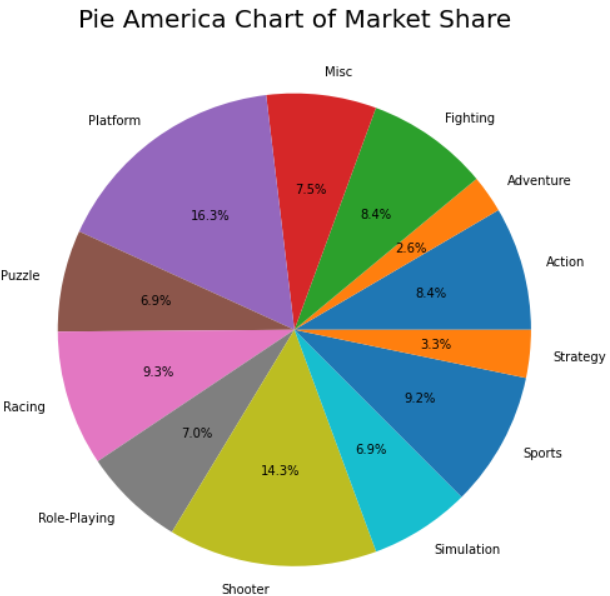 Pie America Chart of Market Share
Misc
Platform
Fighting
Adventure
7.5%
16.3%
8.4%
2.6%
Action
Puzzle
8.4%
6.9%
3.3%
Strategy
9.3%
9.2%
Racing
7.0%
6.9%
Sports
14.3%
Role-Playing
Simulation
Shooter